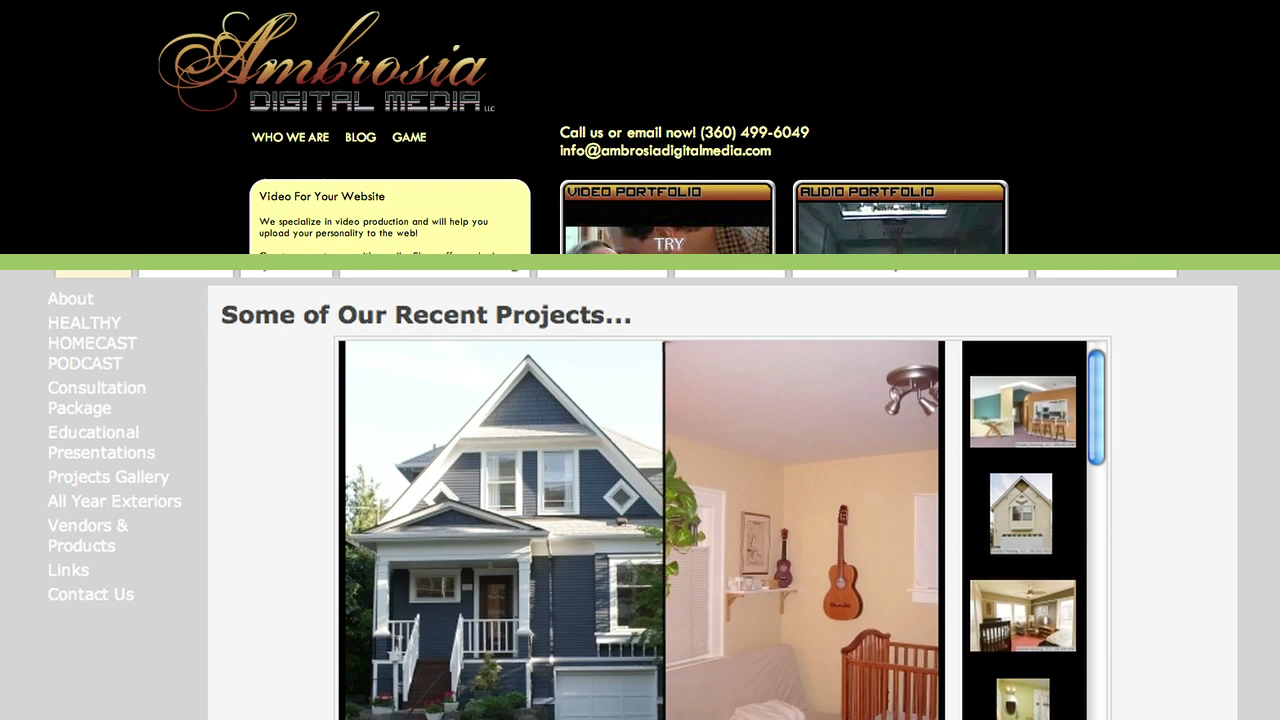 Ambrosia
DIGITAL MEDIA LLC
WHO WE ARE BLOG GAME
Call us or email now! (360) 499-6049
info@ambrosiadigitalmedia.com
Video For Your Website
We specialize in video production and will help you
upload your personality to the web!
VIDEO PORTFOLIO
TRY
AUDIO PORTFOLIO
About
HEALTHY
HOMECAST
PODCAST
Consultation
Package
Educational
Presentations
Projects Gallery
All Year Exteriors
Vendors &
Products
Links
Contact Us
Some of Our Recent Projects...